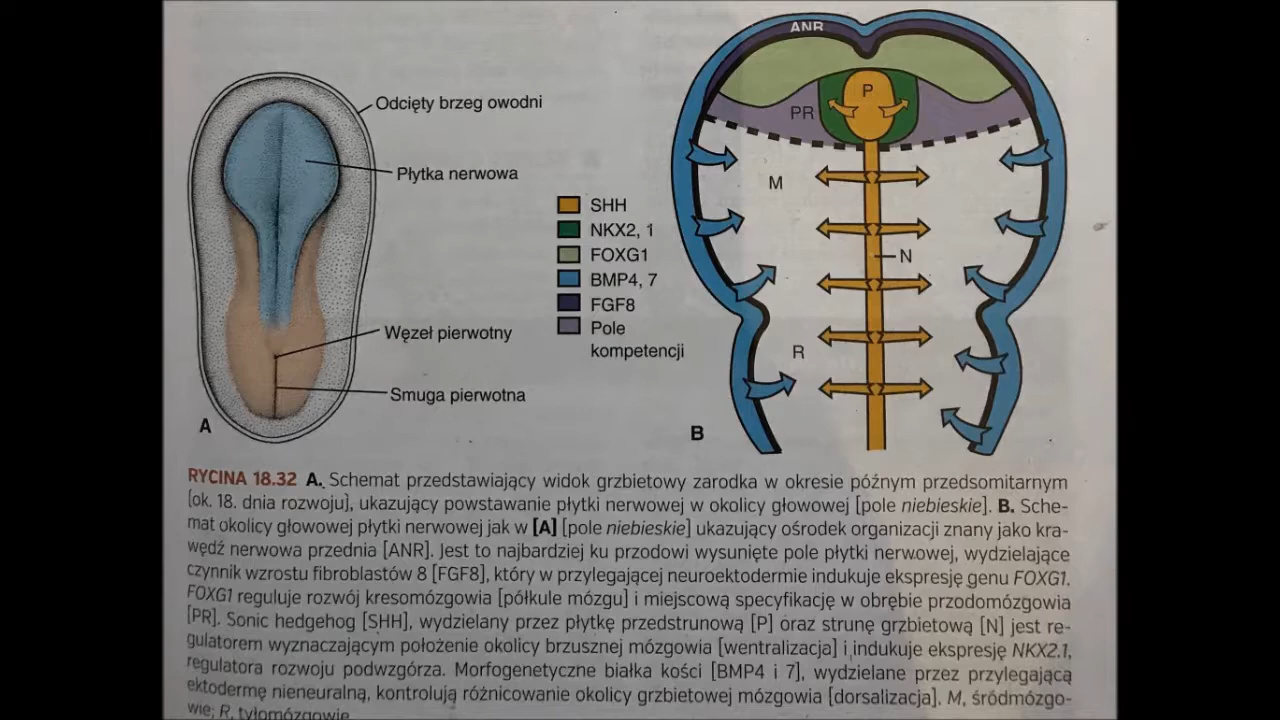 Odcięty brzeg owodni
Płytka nerwowa
Węzeł pierwotny
Smuga pierwotna
A
SHH
NKX2, 1
FOXG1
BMP4, 7
FGF8
Pole
kompetencji
ANR
P
PR
M
N
R
B
RYCINA 18.32 A. Schemat przedstawiający widok grzbietowy zarodka w okresie późnym przedsomitarnym
[ok. 18. dnia rozwoju], ukazujący powstawanie płytki nerwowej w okolicy głowowej [pole niebieskie]. B. Sche-
mat okolicy głowowej płytki nerwowej jak w [A] [pole niebieskie] ukazujący ośrodek organizacji znany jako kra-
wędź nerwowa przednia [ANR]. Jest to najbardziej ku przodowi wysunięte pole płytki nerwowej, wydzielające
czynnik wzrostu fibroblastów 8 [FGF8], który w przylegającej neuroektodermie indukuje ekspresję genu FOXG1.
FOXG1 reguluje rozwój kresomózgowia [półkule mózgu] i miejscową specyfikację w obrębie przodomózgowia
[PR]. Sonic hedgehog [SHH], wydzielany przez płytkę przedstrunową [P] oraz strunę grzbietową [N] jest re-
gulatorem wyznaczającym położenie okolicy brzusznej mózgowia [wentralizacja] i indukuje ekspresję NKX2.1,
regulatora rozwoju podwzgórza. Morfogenetyczne białka kości [BMP4 i 7], wydzielane przez przylegającą
ektodermę nieneuralną, kontrolują różnicowanie okolicy grzbietowej mózgowia [dorsalizacja]. M, śródmózgo-
wie; R, tyłomózgowie